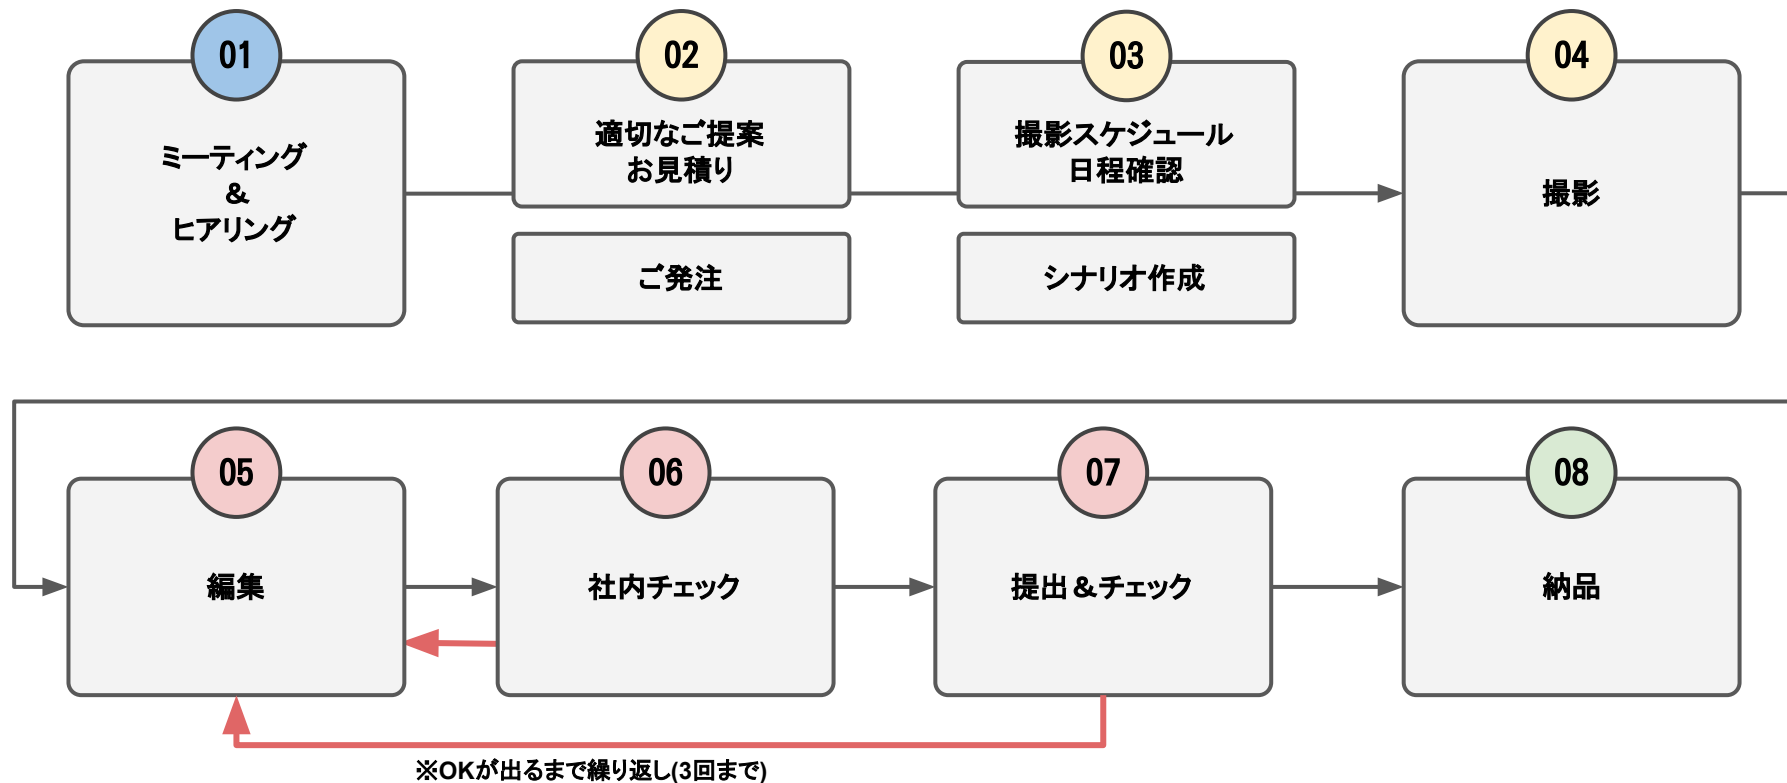 01
ミーティング
&
ヒアリング
02
適切なご提案
お見積り
ご発注
03
撮影スケジュール
日程確認
シナリオ作成
04
撮影
05
編集
06
社内チェック
07
提出&チェック
08
納品
※OKが出るまで繰り返し(3回まで)